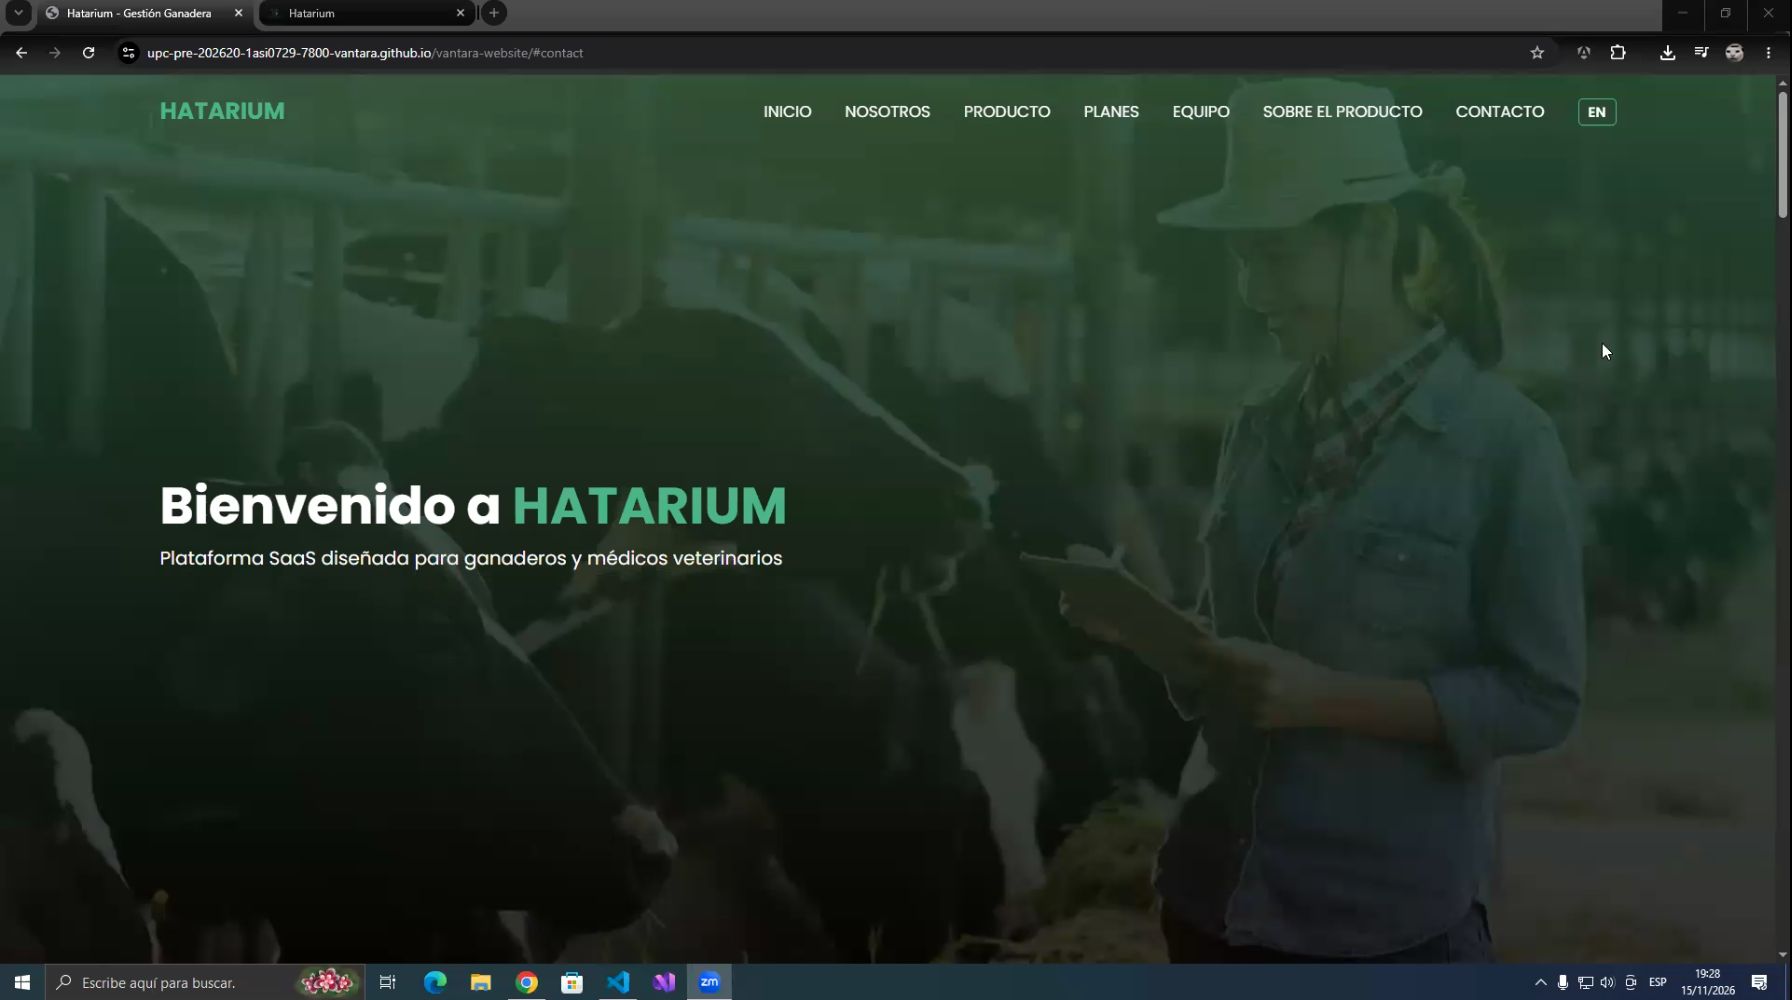 Hatarium - Gestión Ganadera
Hatarium
upc-pre-202620-1asi0729-7800-vantara.github.io/vantara-website/#contact
HATARIUM
INICIO
NOSOTROS
PRODUCTO
PLANES
EQUIPO
SOBRE EL PRODUCTO
CONTACTO
EN
Bienvenido a HATARIUM
Plataforma SaaS diseñada para ganaderos y médicos veterinarios
Escribe aquí para buscar.
zm
ESP
19:28
15/11/2026